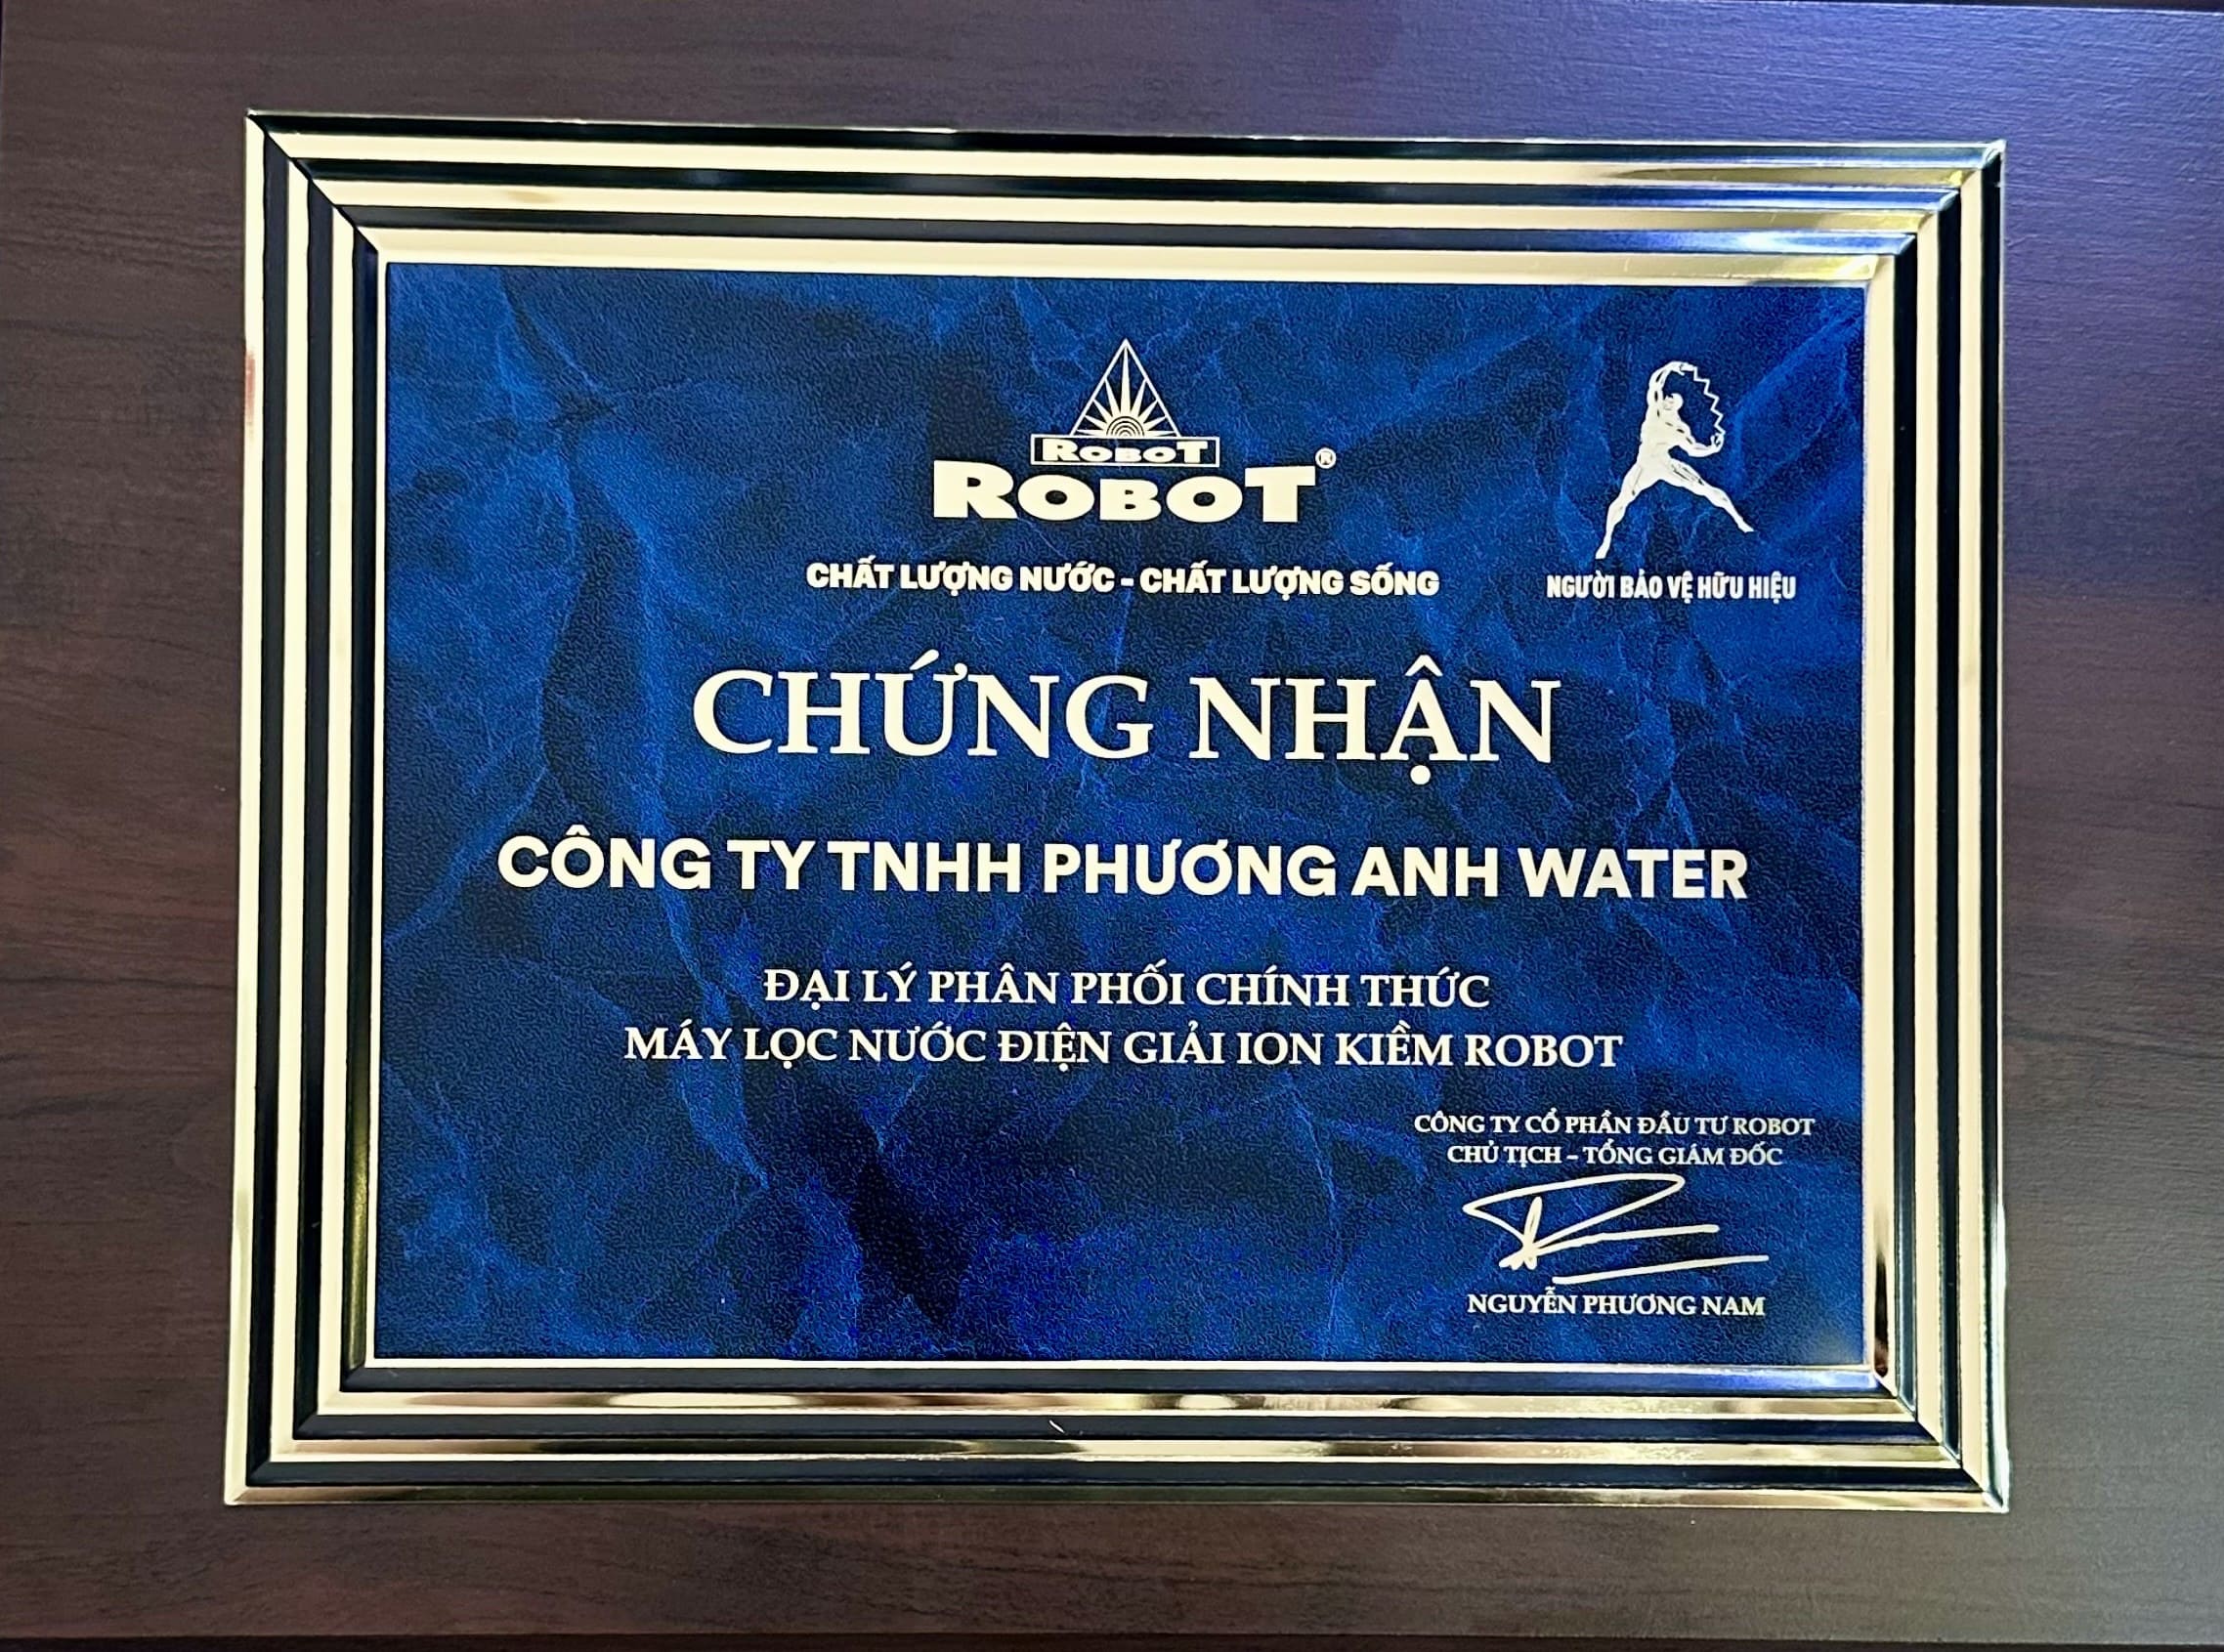 ROBOT
ROBOT®
CHẤT LƯỢNG NƯỚC - CHẤT LƯỢNG SỐNG
NGƯỜI BẢO VỆ HỮU HIỆU
CHỨNG NHẬN
CÔNG TY TNHH PHƯƠNG ANH WATER
ĐẠI LÝ PHÂN PHỐI CHÍNH THỨC
MÁY LỌC NƯỚC ĐIỆN GIẢI ION KIỀM ROBOT
CÔNG TY CỔ PHẦN ĐẦU TƯ ROBOT
CHỦ TỊCH – TỔNG GIÁM ĐỐC
NGUYỄN PHƯƠNG NAM